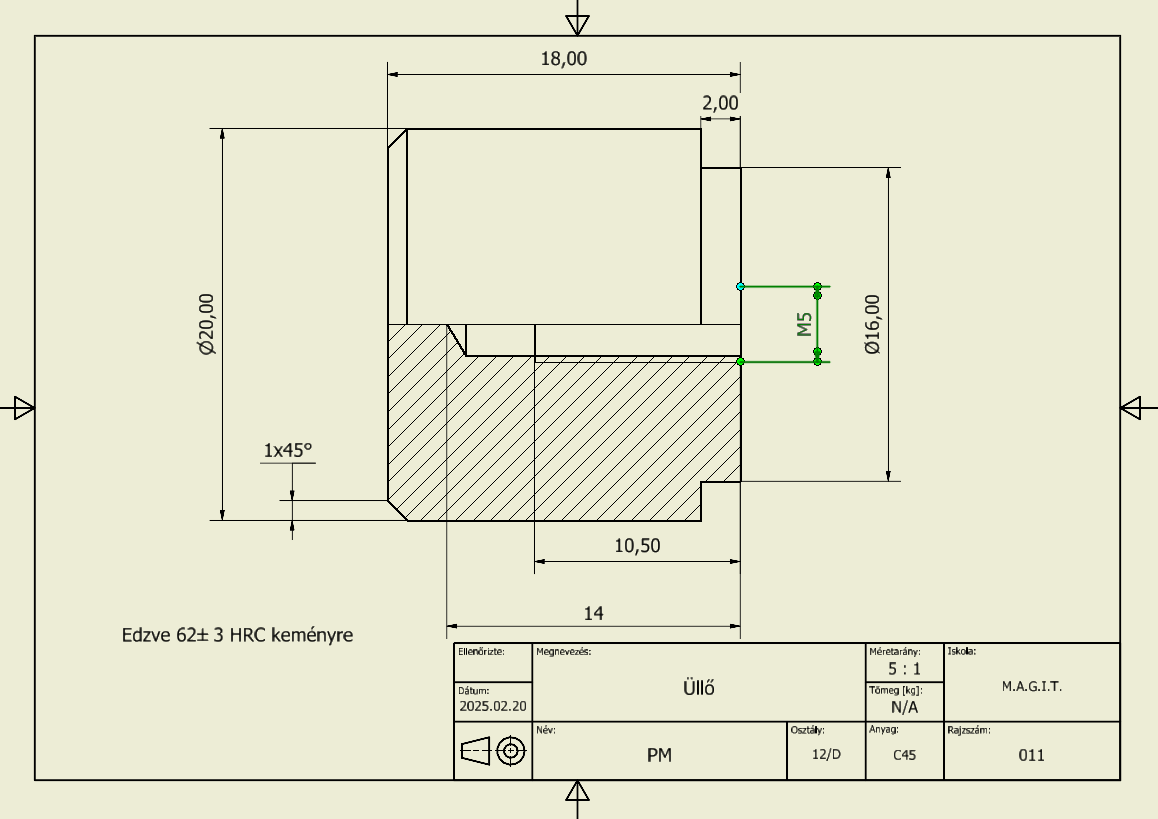 18,00
2,00
Ø20,00
M5
Ø16,00
1x45°
10,50
14
Edzve 62± 3 HRC keményre
Ellenőrizte:
Megnevezés:
Üllő
Méretarány:
5 : 1
Iskola:
M.A.G.I.T.
Dátum:
2025.02.20
Tömeg [kg]:
N/A
Név:
PM
Osztály:
12/D
Anyag:
C45
Rajzszám:
011